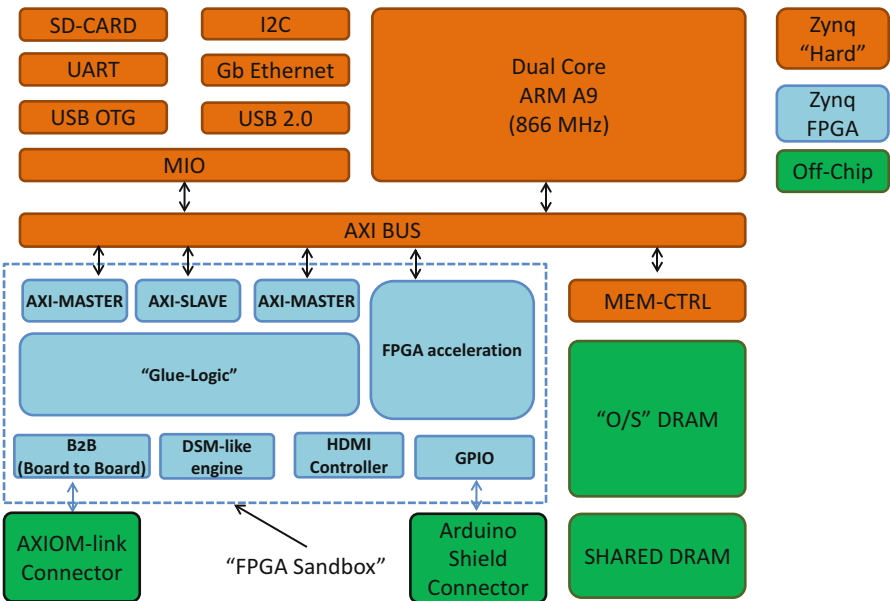 SD-CARD
I2C
UART
Gb Ethernet
USB OTG
USB 2.0
MIO
Dual Core
ARM A9
(866 MHz)
Zynq
“Hard”
Zynq
FPGA
Off-Chip
AXI BUS
AXI-MASTER
AXI-SLAVE
AXI-MASTER
FPGA acceleration
MEM-CTRL
“Glue-Logic”
“O/S” DRAM
B2B
(Board to Board)
DSM-like
engine
HDMI
Controller
GPIO
AXIOM-link
Connector
“FPGA Sandbox”
Arduino
Shield
Connector
SHARED DRAM